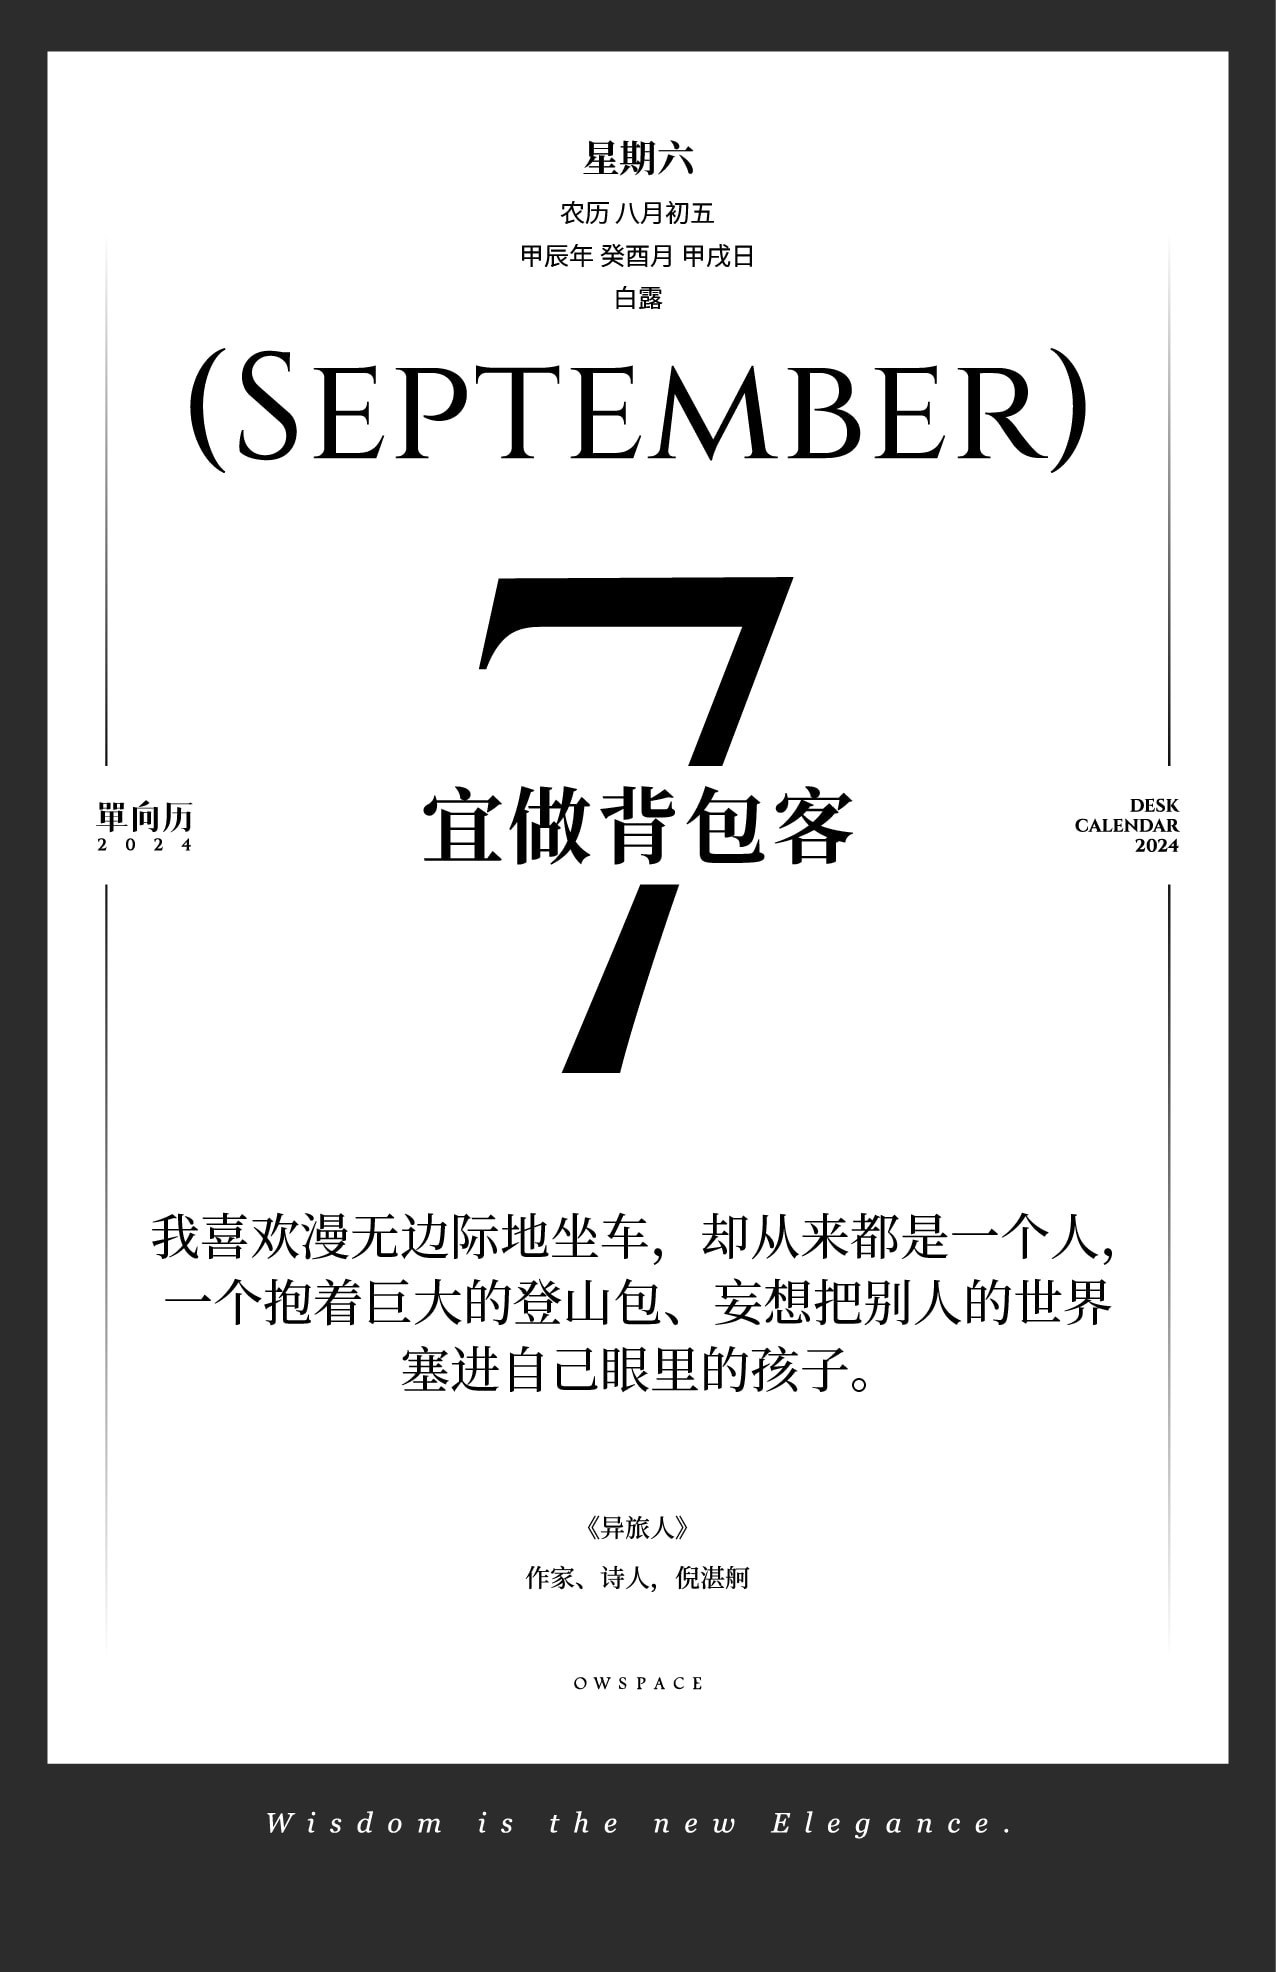 星期六
农历 八月初五
甲辰年 癸酉月 甲戌日
白露
(SEPTEMBER)
7
單向历
2024
宜做背包客
DESK
CALENDAR
2024
我喜欢漫无边际地坐车，却从来都是一个人，
一个抱着巨大的登山包、妄想把别人的世界
塞进自己眼里的孩子。
《异旅人》
作家、诗人，倪湛舸
OWSPACE
Wisdom is the new Elegance.